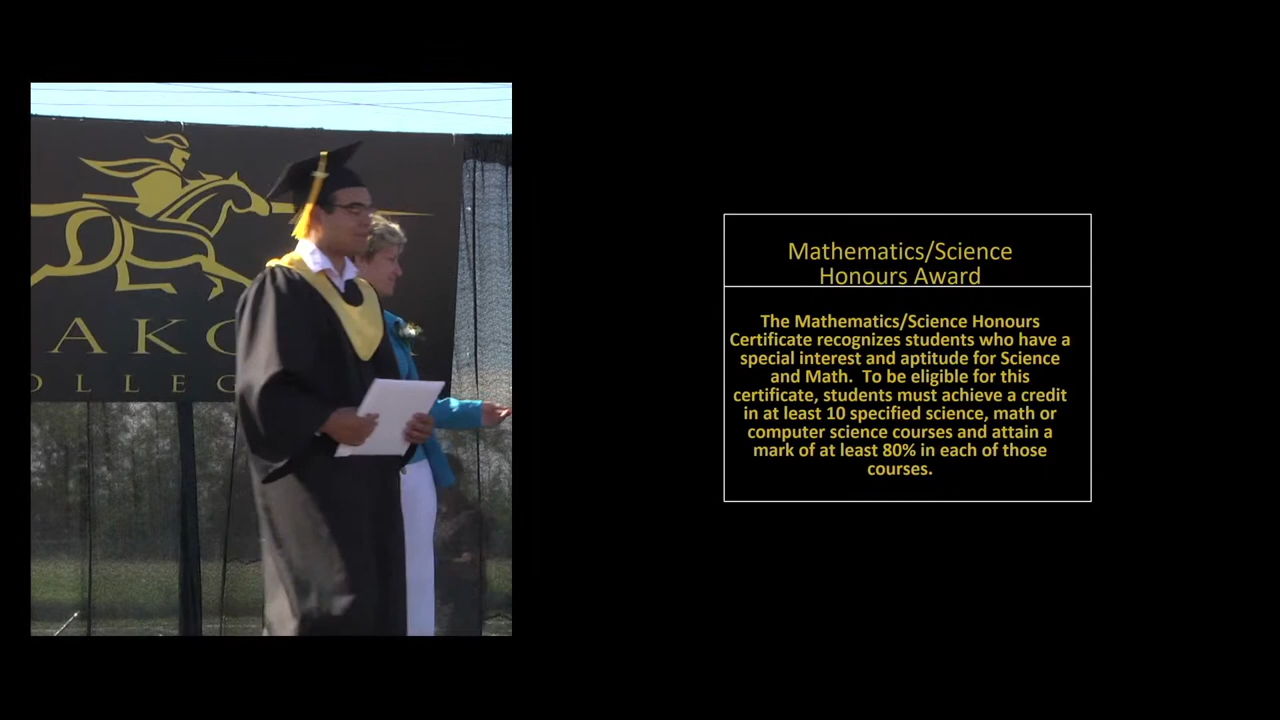 AKO
OLLEG
Mathematics/Science
Honours Award
The Mathematics/Science Honours
Certificate recognizes students who have a
special interest and aptitude for Science
and Math.  To be eligible for this
certificate, students must achieve a credit
in at least 10 specified science, math or
computer science courses and attain a
mark of at least 80% in each of those
courses.